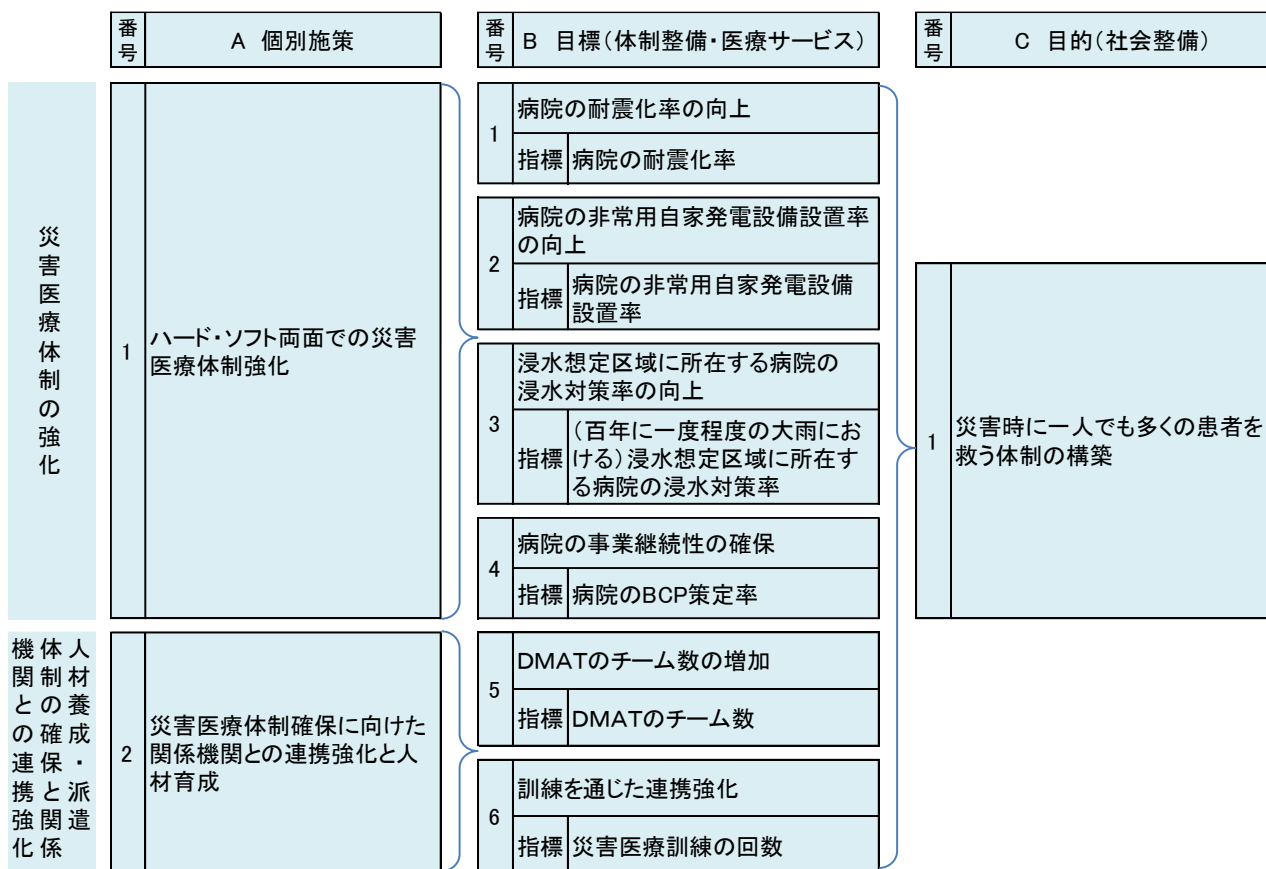 番号
A 個別施策
番号
B 目標(体制整備・医療サービス)
番号
C 目的(社会整備)
災害医療体制の強化
1
ハード・ソフト両面での災害
医療体制強化
1
病院の耐震化率の向上
指標
病院の耐震化率
2
病院の非常用自家発電設備設置率
の向上
指標
病院の非常用自家発電設備
設置率
3
浸水想定区域に所在する病院の
浸水対策率の向上
指標
(百年に一度程度の大雨にお
ける)浸水想定区域に所在す
る病院の浸水対策率
4
病院の事業継続性の確保
指標
病院のBCP策定率
1
災害時に一人でも多くの患者を
救う体制の構築
人材養成・派遣
体制の確保と関係
機関との連携強化
2
災害医療体制確保に向けた
関係機関との連携強化と人
材育成
5
DMATのチーム数の増加
指標
DMATのチーム数
6
訓練を通じた連携強化
指標
災害医療訓練の回数